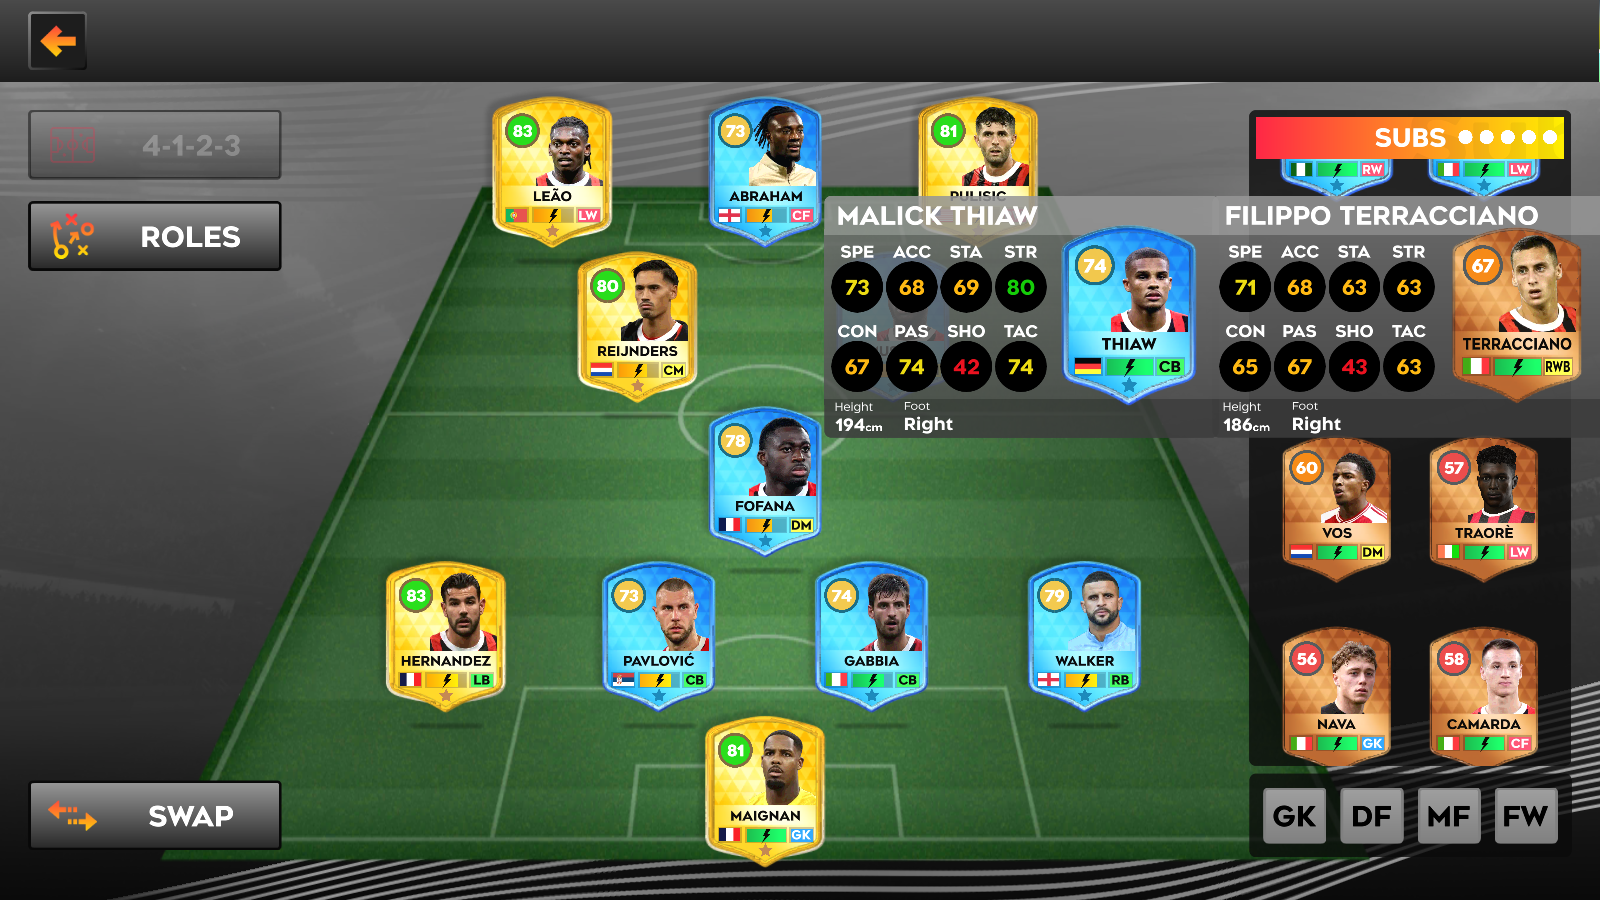 4-1-2-3
ROLES
83
LEÃO
LW
73
ABRAHAM
CF
81
PULISIC
SUBS
RW
LW
MALICK THIAW
SPE ACC STA STR
73 68 69 80
CON PAS SHO TAC
67 74 42 74
Height Foot
194cm Right
74
THIAW
CB
FILIPPO TERRACCIANO
SPE ACC STA STR
71 68 63 63
CON PAS SHO TAC
65 67 43 63
Height Foot
186cm Right
67
TERRACCIANO
RWB
80
REIJNDERS
CM
78
FOFANA
DM
60
VOS
DM
57
TRAORÈ
LW
83
HERNANDEZ
LB
73
PAVLOVIĆ
CB
74
GABBIA
CB
79
WALKER
RB
56
NAVA
GK
58
CAMARDA
CF
81
MAIGNAN
GK
SWAP
GK DF MF FW